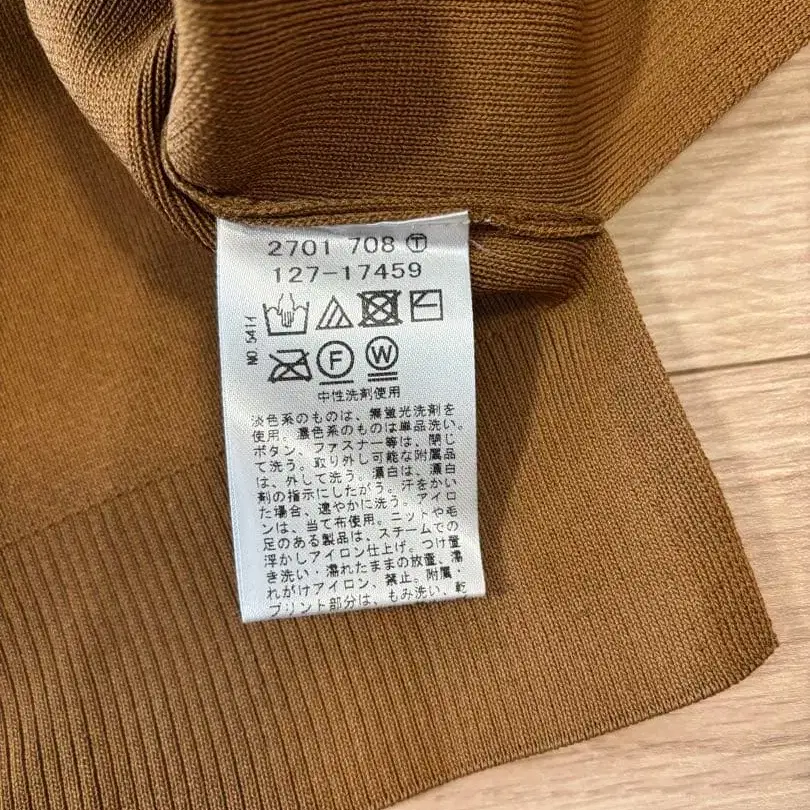 2701 708 Ⓣ
127-17459
NO.5411
F W
中性洗剤使用
淡色系のものは、無蛍光洗剤を
使用。濃色系のものは単品洗い。
ボタン、ファスナー等は、閉じ
て洗う。取り外し可能な附属品
は、外して洗う。漂白は、漂白
剤の指示にしたがう。汗をかい
た場合、速やかに洗う。アイロ
ンは、当て布使用。ニットや毛
足のある製品は、スチームでの
浮かしアイロン仕上げ。つけ置
き洗い・濡れたままの放置、濡
れがけアイロン、禁止。附属・
プリント部分は、もみ洗い、乾